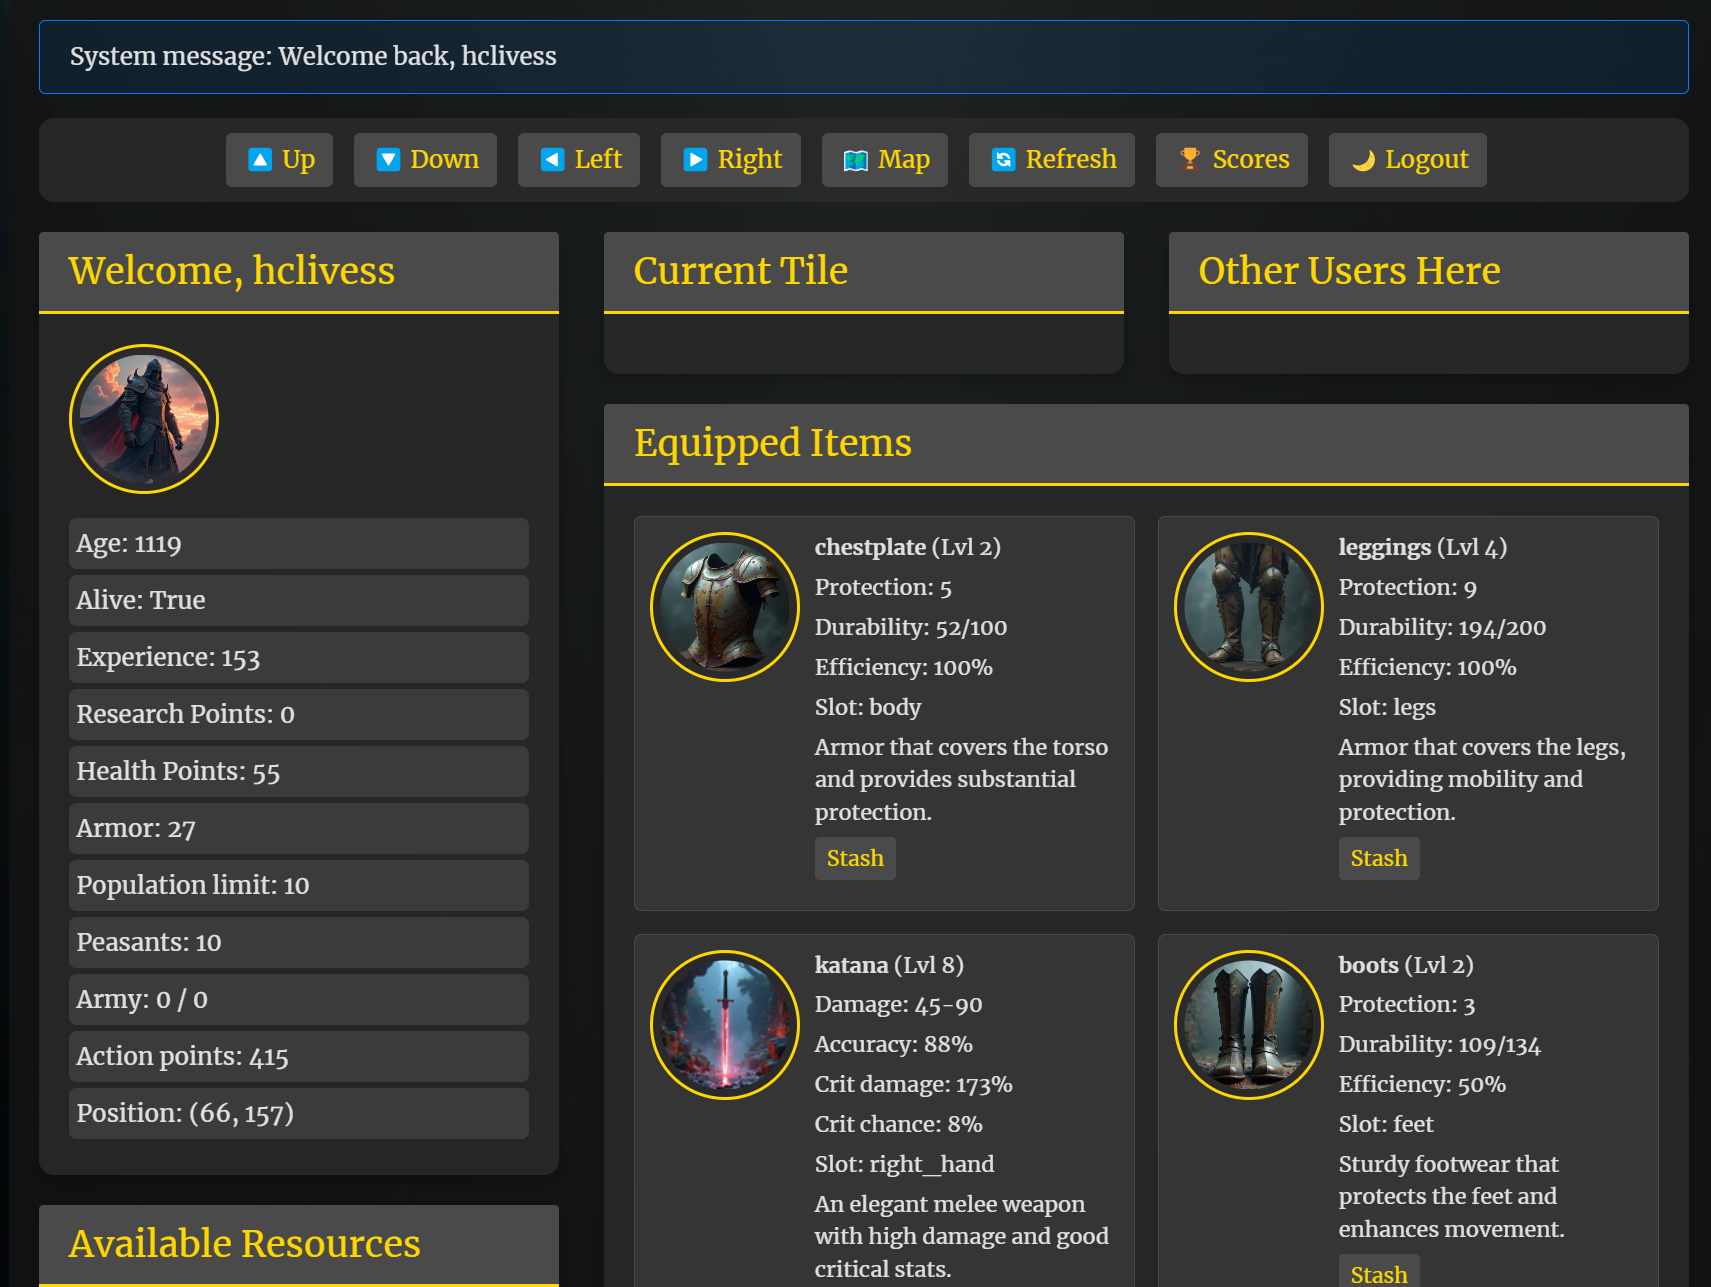 System message: Welcome back, hclivess
Up Down Left Right Map Refresh Scores Logout
Welcome, hclivess
Age: 1119
Alive: True
Experience: 153
Research Points: 0
Health Points: 55
Armor: 27
Population limit: 10
Peasants: 10
Army: 0 / 0
Action points: 415
Position: (66, 157)
Available Resources
Current Tile
Other Users Here
Equipped Items
chestplate (Lvl 2)
Protection: 5
Durability: 52/100
Efficiency: 100%
Slot: body
Armor that covers the torso
and provides substantial
protection.
Stash
leggings (Lvl 4)
Protection: 9
Durability: 194/200
Efficiency: 100%
Slot: legs
Armor that covers the legs,
providing mobility and
protection.
Stash
katana (Lvl 8)
Damage: 45-90
Accuracy: 88%
Crit damage: 173%
Crit chance: 8%
Slot: right_hand
An elegant melee weapon
with high damage and good
critical stats.
boots (Lvl 2)
Protection: 3
Durability: 109/134
Efficiency: 50%
Slot: feet
Sturdy footwear that
protects the feet and
enhances movement.
Stash